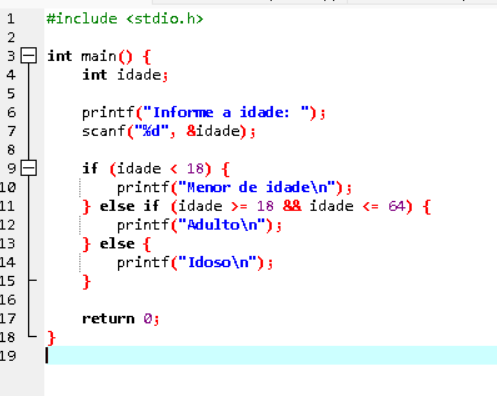 1 #include <stdio.h>
2
3 int main() {
4 int idade;
5
6 printf("Informe a idade: ");
7 scanf("%d", &idade);
8
9 if (idade < 18) {
10 printf("Menor de idade\n");
11 } else if (idade >= 18 && idade <= 64) {
12 printf("Adulto\n");
13 } else {
14 printf("Idoso\n");
15 }
16
17 return 0;
18 }
19